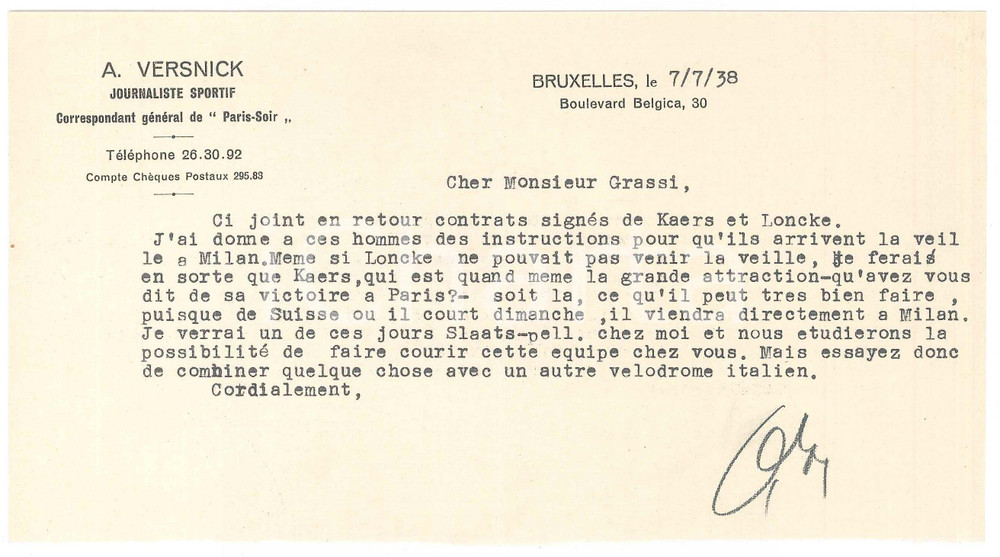 A. VERSNICK
JOURNALISTE SPORTIF
Correspondant général de “ Paris-Soir „
Téléphone 26.30.92
Compte Chèques Postaux 295.83
BRUXELLES, le 7/7/38
Boulevard Belgica, 30
Cher Monsieur Grassi,
Ci joint en retour contrats signés de Kaers et Loncke.
J'ai donne a ces hommes des instructions pour qu'ils arrivent la veil
le a Milan.Meme si Loncke ne pouvait pas venir la veille, je ferais
en sorte que Kaers,qui est quand meme la grande attraction-qu'avez vous
dit de sa victoire a Paris?- soit la, ce qu'il peut tres bien faire ,
puisque de Suisse ou il court dimanche ,il viendra directement a Milan.
Je verrai un de ces jours Slaats-pell. chez moi et nous etudierons la
possibilité de faire courir cette equipe chez vous. Mais essayez donc
de combiner quelque chose avec un autre velodrome italien.
Cordialement,